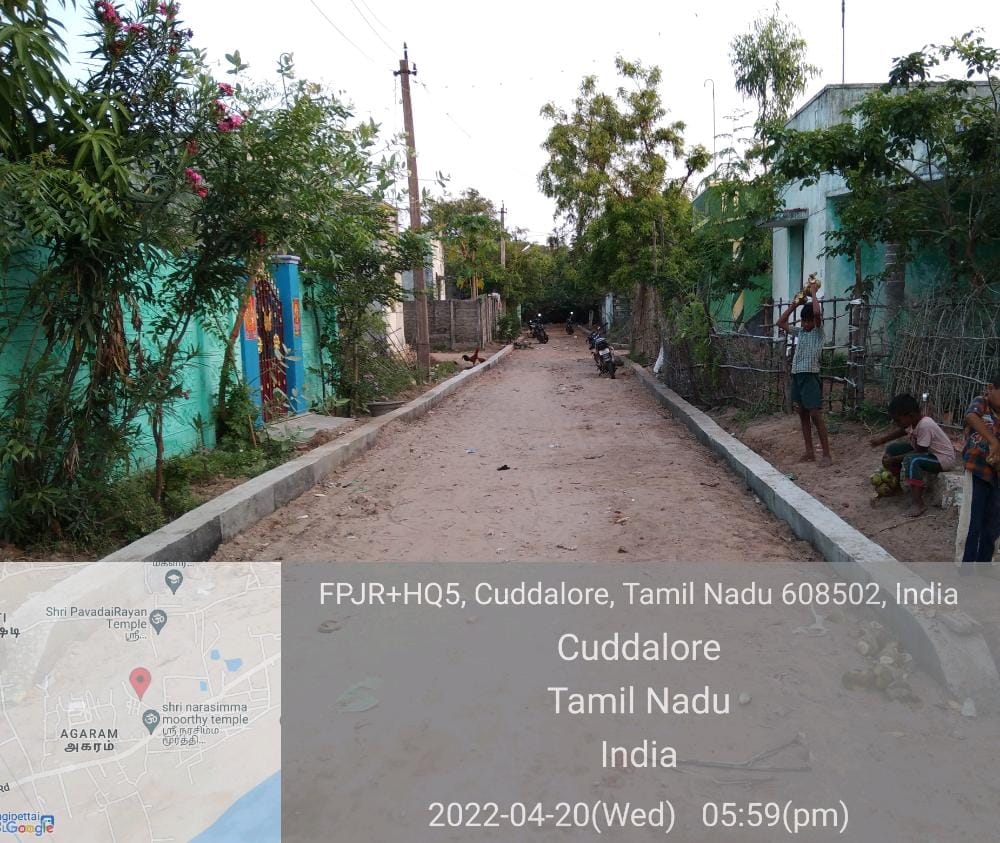 FPJR+HQ5, Cuddalore, Tamil Nadu 608502, India
Cuddalore
Tamil Nadu
India
2022-04-20(Wed) 05:59(pm)
Shri PavadaiRayan
Temple
ஸ்ரீ...
shri narasimma
moorthy temple
ஸ்ரீ நரசிம்ம
மூர்த்தி...
AGARAM
அகரம்
Google